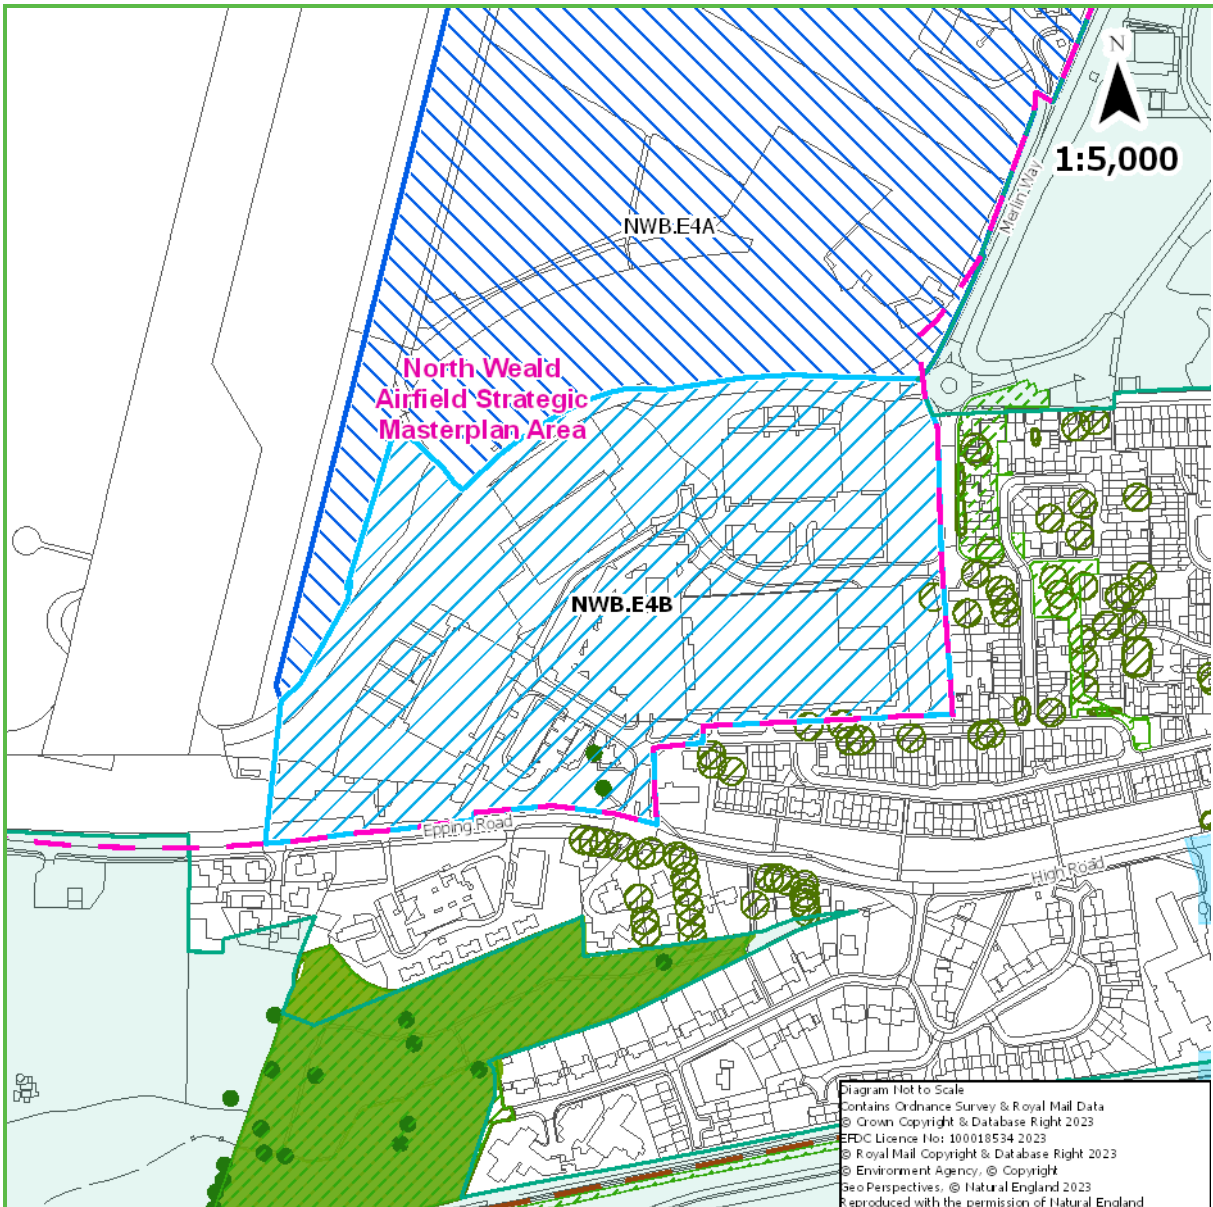 N
1:5,000
Merlin Way
NWB.E4A
North Weald
Airfield Strategic
Masterplan Area
NWB.E4B
Epping Road
High Road
Diagram Not to Scale
Contains Ordnance Survey & Royal Mail Data
© Crown Copyright & Database Right 2023
EFDC Licence No: 100018534 2023
© Royal Mail Copyright & Database Right 2023
© Environment Agency, © Copyright
Geo Perspectives, © Natural England 2023
Reproduced with the permission of Natural England